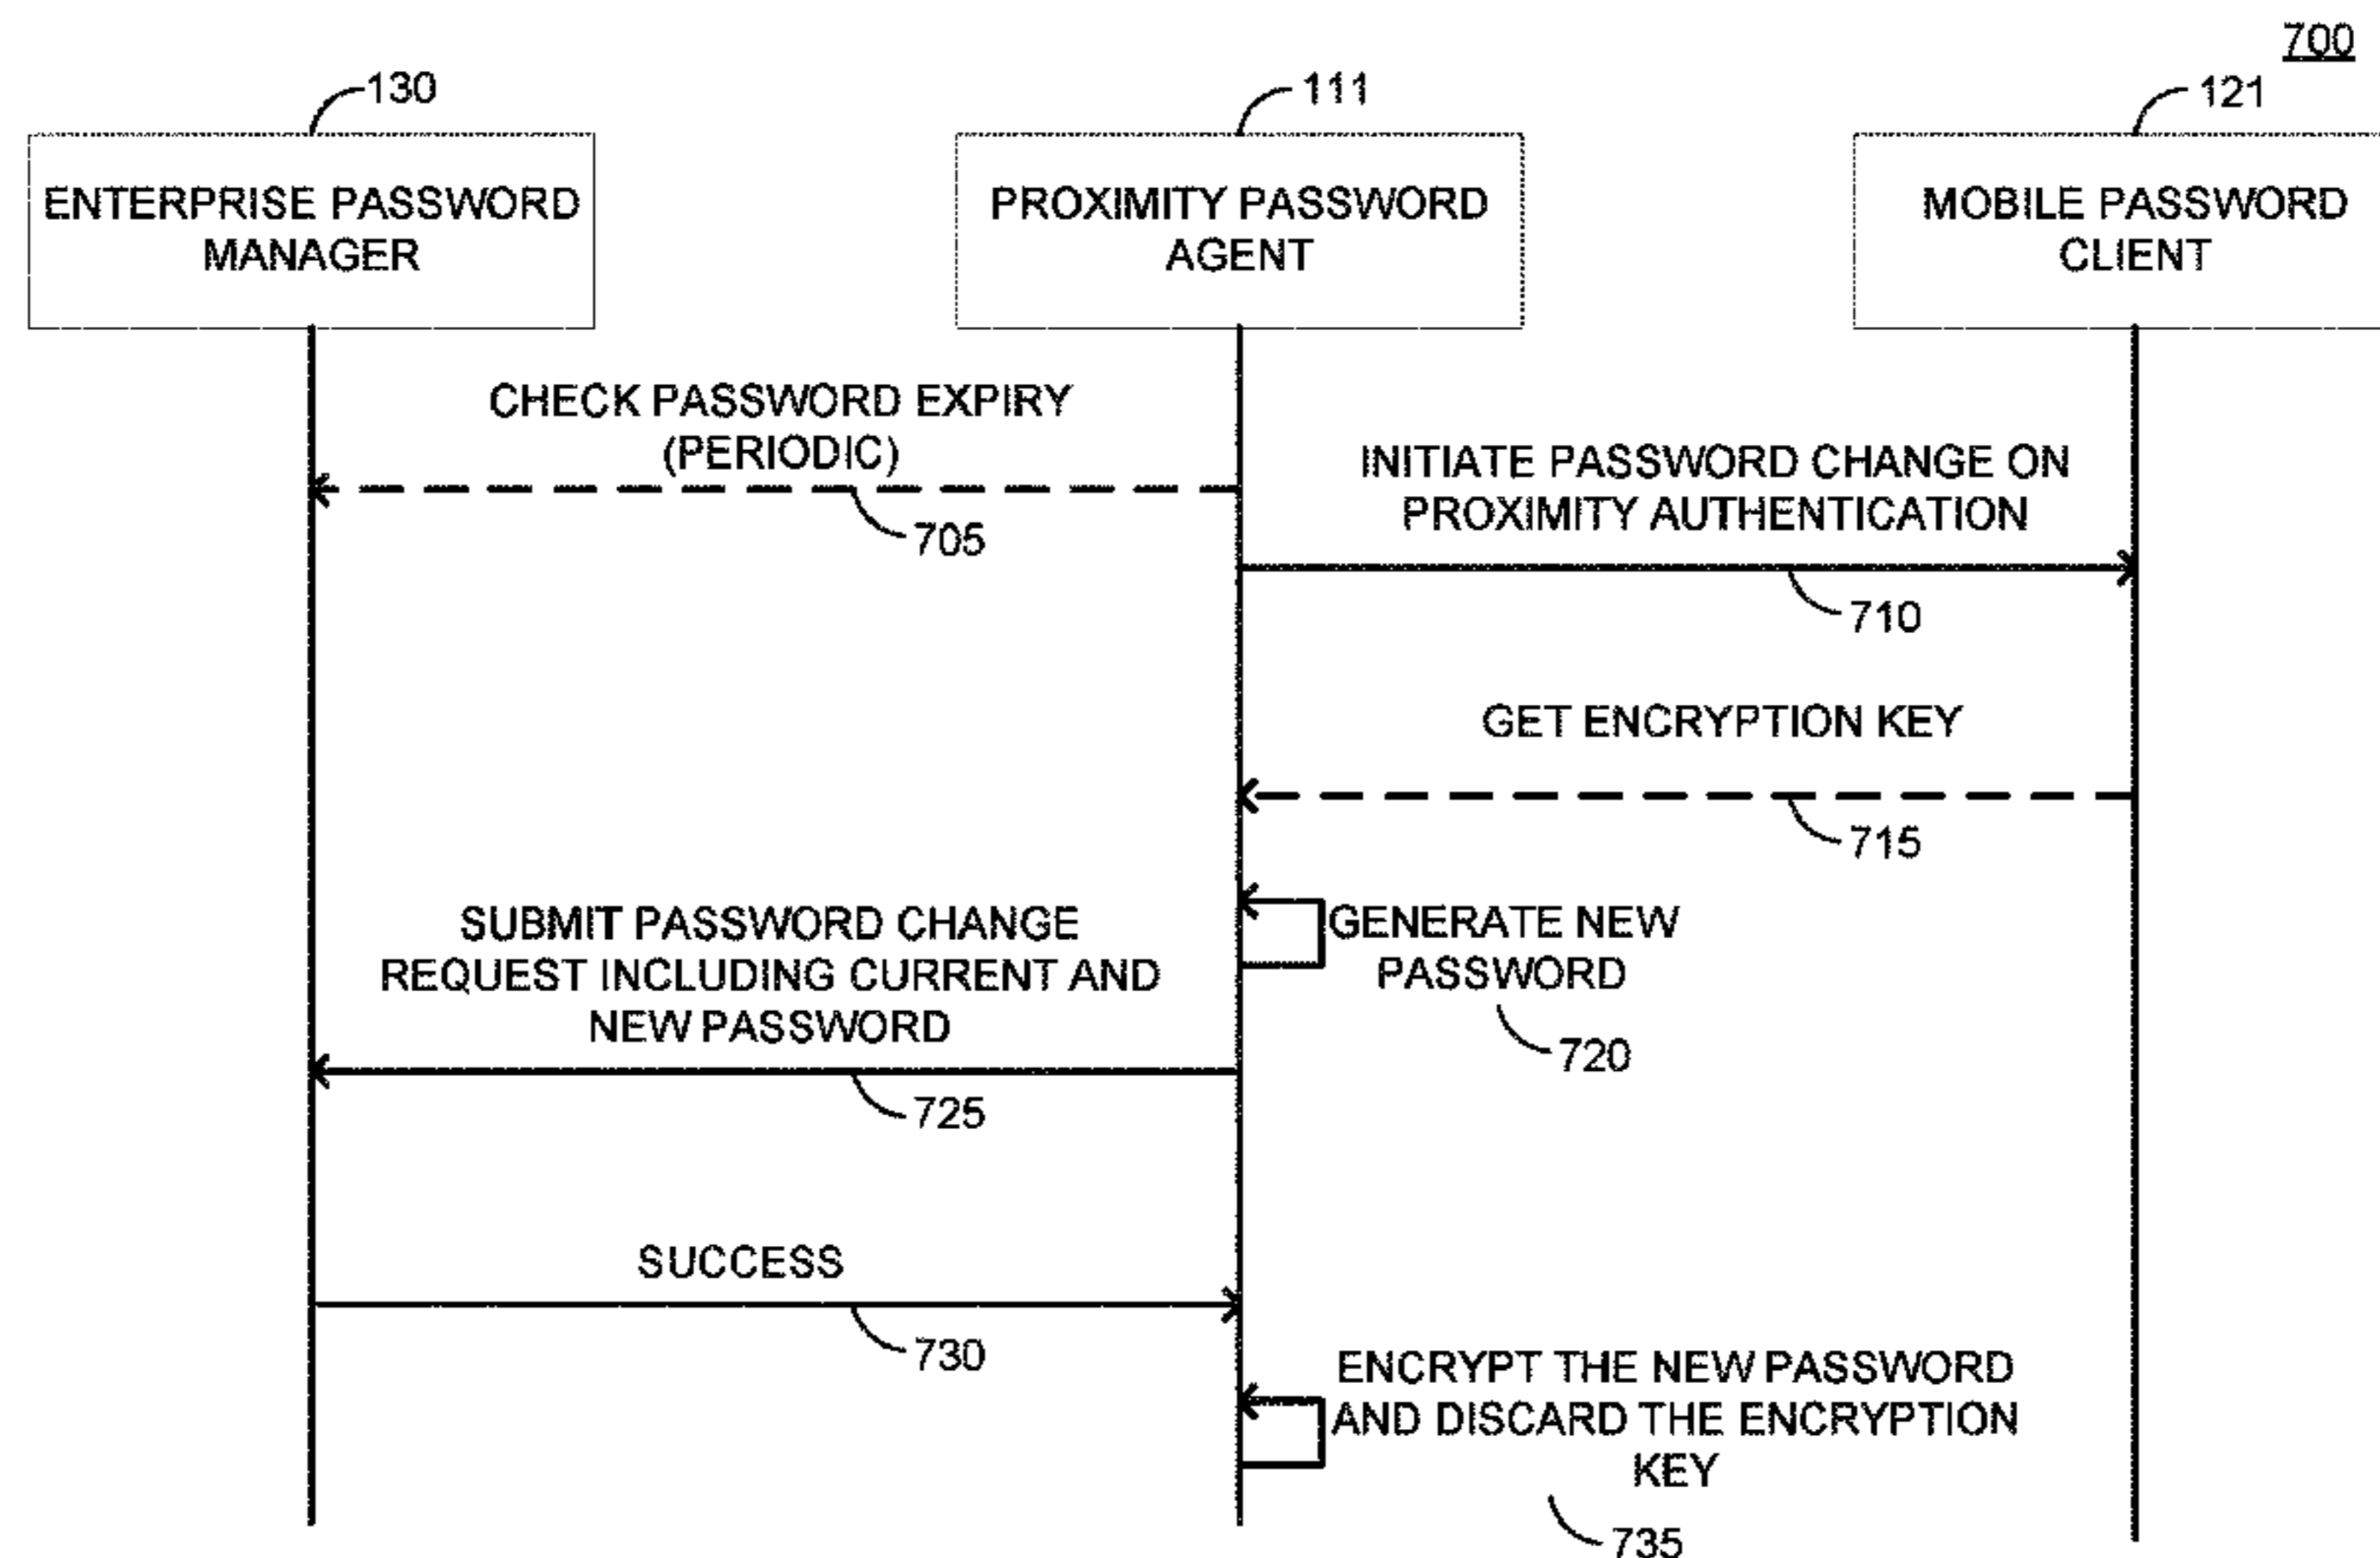 700
130
111
121
ENTERPRISE PASSWORD
MANAGER
PROXIMITY PASSWORD
AGENT
MOBILE PASSWORD
CLIENT
CHECK PASSWORD EXPIRY
(PERIODIC)
705
INITIATE PASSWORD CHANGE ON
PROXIMITY AUTHENTICATION
710
GET ENCRYPTION KEY
715
GENERATE NEW
PASSWORD
720
SUBMIT PASSWORD CHANGE
REQUEST INCLUDING CURRENT AND
NEW PASSWORD
725
SUCCESS
730
ENCRYPT THE NEW PASSWORD
AND DISCARD THE ENCRYPTION
KEY
735